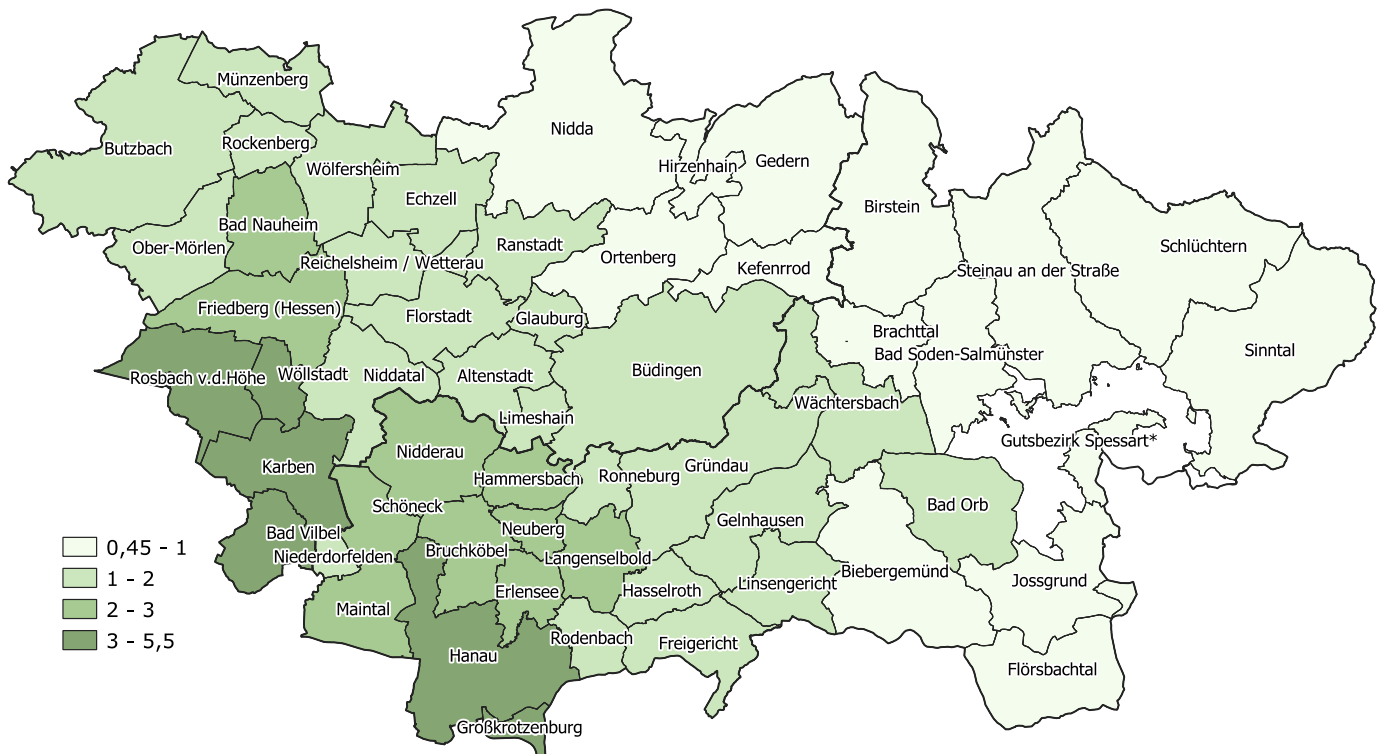 Münzenberg
Nidda
Butzbach
Rockenberg
Gedern
Hirzenhain
Wölfersheim
Echzell
Birstein
Bad Nauheim
Ober-Mörlen
Ranstadt
Schlüchtern
Ortenberg
Reichelsheim / Wetterau
Kefenrrod
Steinau an der Straße
Friedberg (Hessen)
Florstadt
Glauburg
Brachttal
Sinntal
Bad Soden-Salmünster
Büdingen
Rosbach v.d.Höhe
Wöllstadt
Niddatal
Altenstadt
Wächtersbach
Limeshain
Gutsbezirk Spessart*
Nidderau
Karben
Gründau
Ronneburg
Hammersbach
Schöneck
Bad Orb
Gelnhausen
Neuberg
Bad Vilbel
0,45 - 1
Niederdorfelden
Bruchköbel
Langenselbold
Biebergemünd
1 - 2
Linsengericht
Jossgrund
Erlensee
Hasselroth
2 - 3
Maintal
3 - 5,5
Rodenbach
Freigericht
Hanau
Flörsbachtal
Großkrotzenburg